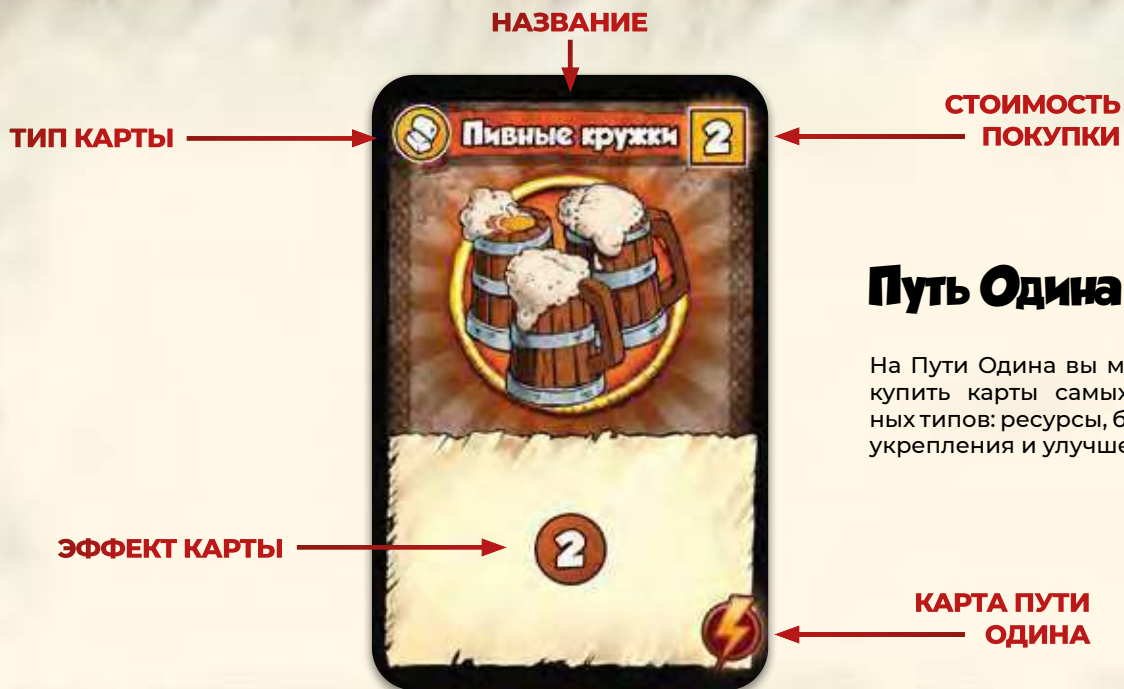 НАЗВАНИЕ
ТИП КАРТЫ
Пивные кружки
2
СТОИМОСТЬ
ПОКУПКИ
Путь Одина
На Пути Одина вы
купить карты самых
ных типов: ресурсы,
укрепления и
ЭФФЕКТ КАРТЫ
2
КАРТА ПУТИ
ОДИНА